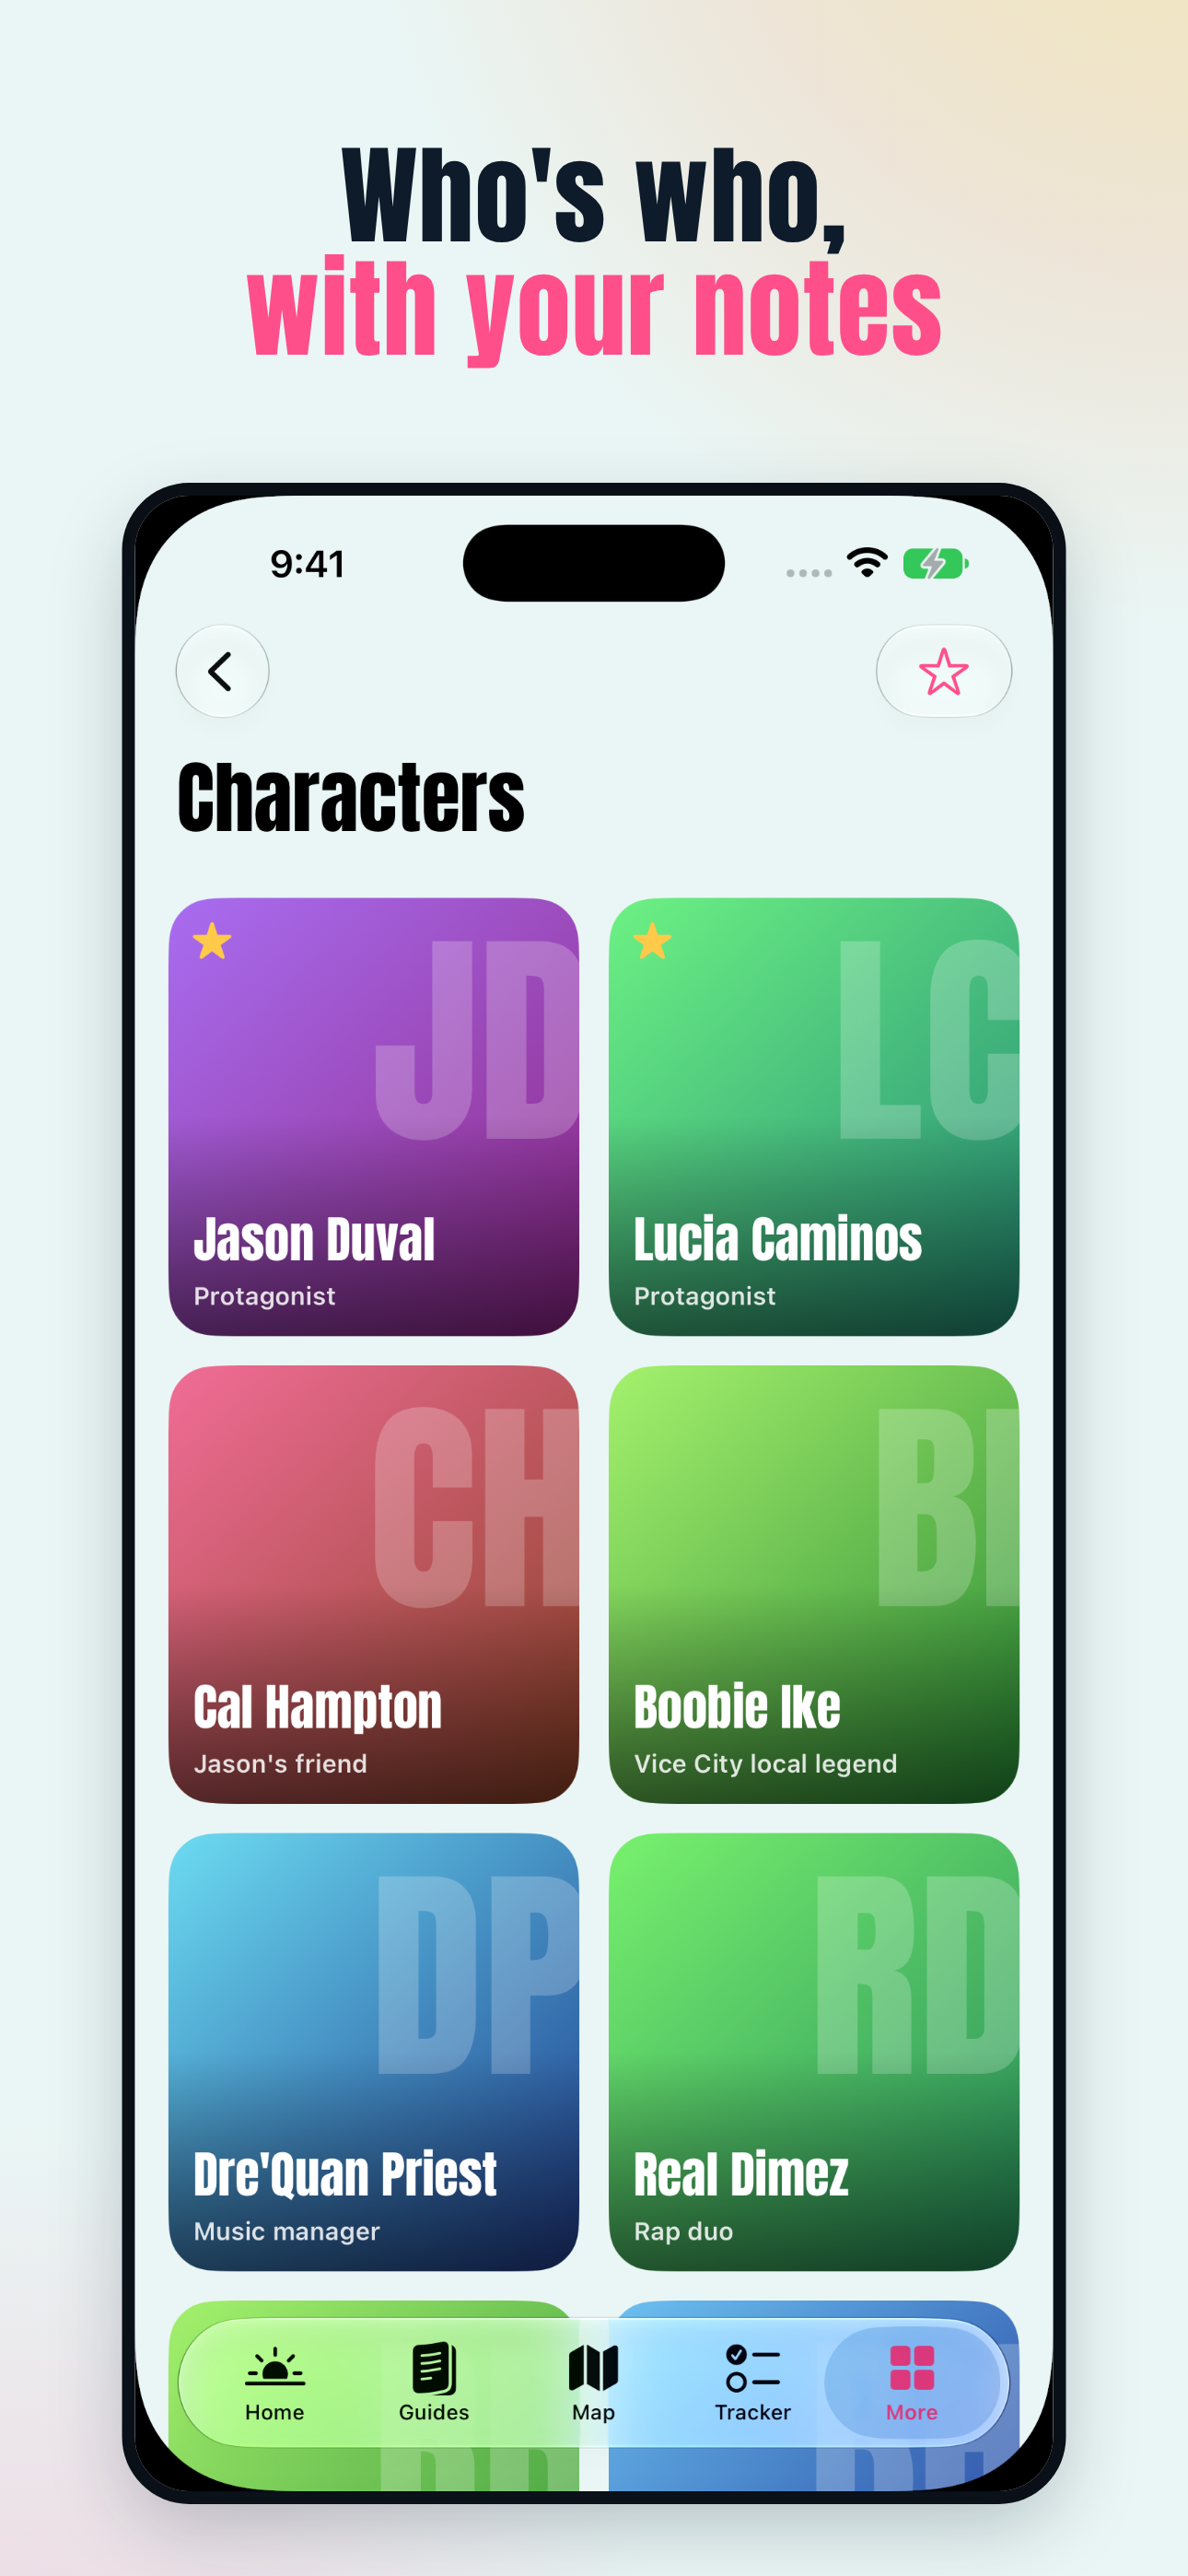 Who's who,
with your notes
9:41
Characters
JD
LC
Jason Duval
Lucia Caminos
Protagonist
Protagonist
CH
BI
Cal Hampton
Boobie Ike
Jason's friend
Vice City local legend
DP
RD
Dre'Quan Priest
Real Dimez
Music manager
Rap duo
Home
Guides
Map
Tracker
More